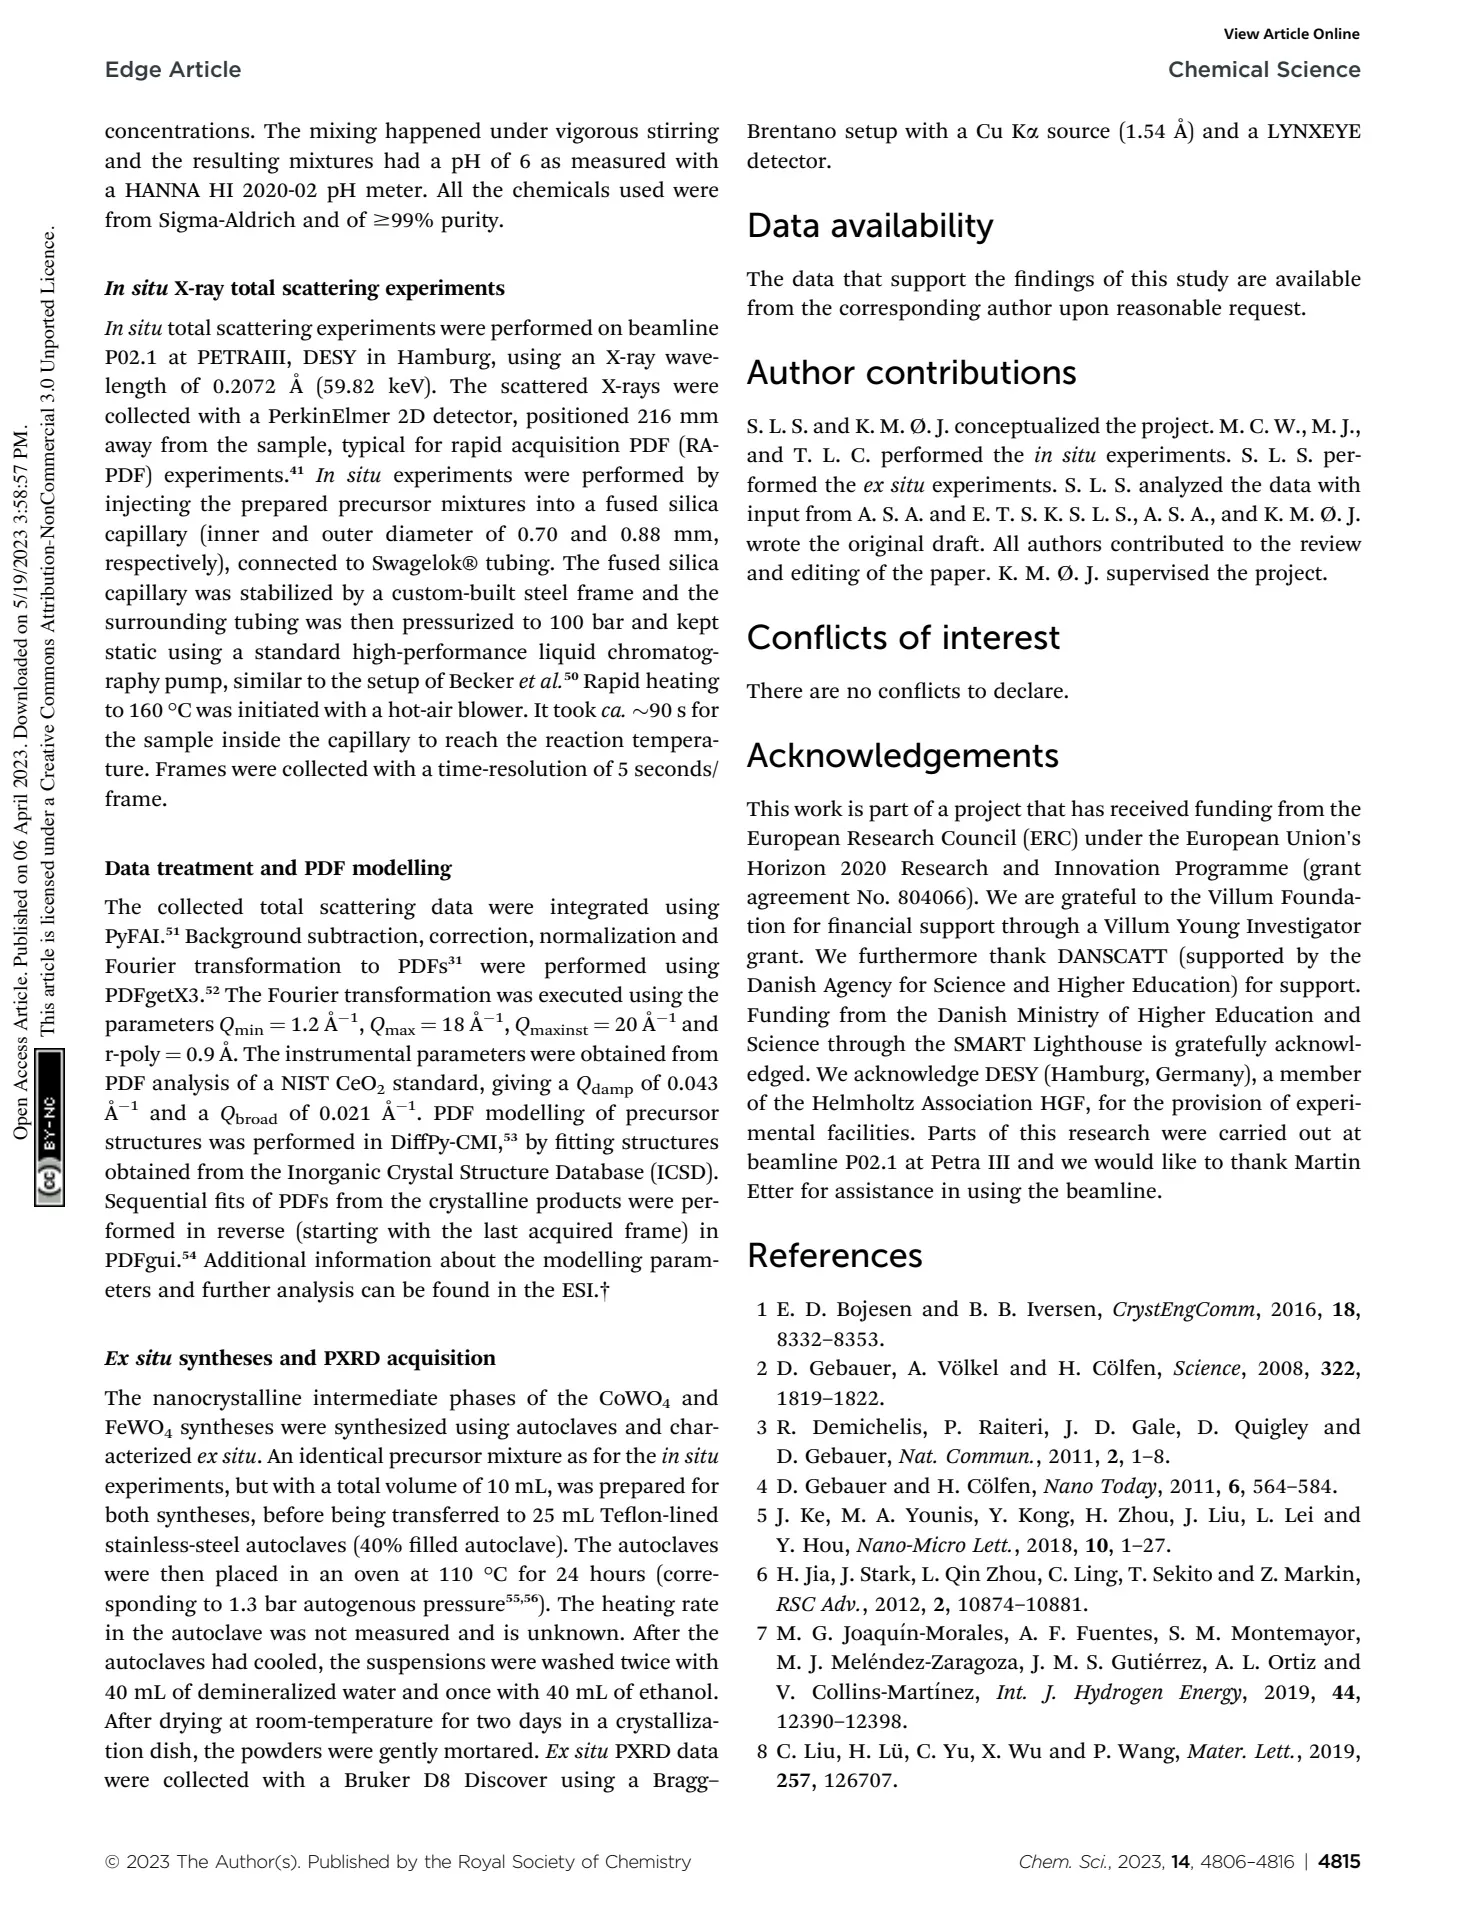 View Article Online
Edge Article
Chemical Science
concentrations. The mixing happened under vigorous stirring
and the resulting mixtures had a pH of 6 as measured with
a HANNA HI 2020-02 pH meter. All the chemicals used were
from Sigma-Aldrich and of ≥99% purity.
In situ X-ray total scattering experiments
In situ total scattering experiments were performed on beamline
P02.1 at PETRAIII, DESY in Hamburg, using an X-ray wave-
length of 0.2072 Å (59.82 keV). The scattered X-rays were
collected with a PerkinElmer 2D detector, positioned 216 mm
away from the sample, typical for rapid acquisition PDF (RA-
PDF) experiments.⁴¹ In situ experiments were performed by
injecting the prepared precursor mixtures into a fused silica
capillary (inner and outer diameter of 0.70 and 0.88 mm,
respectively), connected to Swagelok® tubing. The fused silica
capillary was stabilized by a custom-built steel frame and the
surrounding tubing was then pressurized to 100 bar and kept
static using a standard high-performance liquid chromatog-
raphy pump, similar to the setup of Becker et al.⁵⁰ Rapid heating
to 160 °C was initiated with a hot-air blower. It took ca. ∼90 s for
the sample inside the capillary to reach the reaction tempera-
ture. Frames were collected with a time-resolution of 5 seconds/
frame.
Data treatment and PDF modelling
The collected total scattering data were integrated using
PyFAI.⁵¹ Background subtraction, correction, normalization and
Fourier transformation to PDFs³¹ were performed using
PDFgetX3.⁵² The Fourier transformation was executed using the
parameters Qmin = 1.2 Å⁻¹, Qmax = 18 Å⁻¹, Qmaxinst = 20 Å⁻¹ and
r-poly = 0.9 Å. The instrumental parameters were obtained from
PDF analysis of a NIST CeO₂ standard, giving a Qdamp of 0.043
Å⁻¹ and a Qbroad of 0.021 Å⁻¹. PDF modelling of precursor
structures was performed in DiffPy-CMI,⁵³ by fitting structures
obtained from the Inorganic Crystal Structure Database (ICSD).
Sequential fits of PDFs from the crystalline products were per-
formed in reverse (starting with the last acquired frame) in
PDFgui.⁵⁴ Additional information about the modelling param-
eters and further analysis can be found in the ESI.†
Ex situ syntheses and PXRD acquisition
The nanocrystalline intermediate phases of the CoWO₄ and
FeWO₄ syntheses were synthesized using autoclaves and char-
acterized ex situ. An identical precursor mixture as for the in situ
experiments, but with a total volume of 10 mL, was prepared for
both syntheses, before being transferred to 25 mL Teflon-lined
stainless-steel autoclaves (40% filled autoclave). The autoclaves
were then placed in an oven at 110 °C for 24 hours (corre-
sponding to 1.3 bar autogenous pressure⁵⁵,⁵⁶). The heating rate
in the autoclave was not measured and is unknown. After the
autoclaves had cooled, the suspensions were washed twice with
40 mL of demineralized water and once with 40 mL of ethanol.
After drying at room-temperature for two days in a crystalliza-
tion dish, the powders were gently mortared. Ex situ PXRD data
were collected with a Bruker D8 Discover using a Bragg–
Brentano setup with a Cu Kα source (1.54 Å) and a LYNXEYE
detector.
Data availability
The data that support the findings of this study are available
from the corresponding author upon reasonable request.
Author contributions
S. L. S. and K. M. Ø. J. conceptualized the project. M. C. W., M. J.,
and T. L. C. performed the in situ experiments. S. L. S. per-
formed the ex situ experiments. S. L. S. analyzed the data with
input from A. S. A. and E. T. S. K. S. L. S., A. S. A., and K. M. Ø. J.
wrote the original draft. All authors contributed to the review
and editing of the paper. K. M. Ø. J. supervised the project.
Conflicts of interest
There are no conflicts to declare.
Acknowledgements
This work is part of a project that has received funding from the
European Research Council (ERC) under the European Union's
Horizon 2020 Research and Innovation Programme (grant
agreement No. 804066). We are grateful to the Villum Founda-
tion for financial support through a Villum Young Investigator
grant. We furthermore thank DANSCATT (supported by the
Danish Agency for Science and Higher Education) for support.
Funding from the Danish Ministry of Higher Education and
Science through the SMART Lighthouse is gratefully acknowl-
edged. We acknowledge DESY (Hamburg, Germany), a member
of the Helmholtz Association HGF, for the provision of experi-
mental facilities. Parts of this research were carried out at
beamline P02.1 at Petra III and we would like to thank Martin
Etter for assistance in using the beamline.
References
1 E. D. Bojesen and B. B. Iversen, CrystEngComm, 2016, 18,
8332–8353.
2 D. Gebauer, A. Völkel and H. Cölfen, Science, 2008, 322,
1819–1822.
3 R. Demichelis, P. Raiteri, J. D. Gale, D. Quigley and
D. Gebauer, Nat. Commun., 2011, 2, 1–8.
4 D. Gebauer and H. Cölfen, Nano Today, 2011, 6, 564–584.
5 J. Ke, M. A. Younis, Y. Kong, H. Zhou, J. Liu, L. Lei and
Y. Hou, Nano-Micro Lett., 2018, 10, 1–27.
6 H. Jia, J. Stark, L. Qin Zhou, C. Ling, T. Sekito and Z. Markin,
RSC Adv., 2012, 2, 10874–10881.
7 M. G. Joaquín-Morales, A. F. Fuentes, S. M. Montemayor,
M. J. Meléndez-Zaragoza, J. M. S. Gutiérrez, A. L. Ortiz and
V. Collins-Martínez, Int. J. Hydrogen Energy, 2019, 44,
12390–12398.
8 C. Liu, H. Lü, C. Yu, X. Wu and P. Wang, Mater. Lett., 2019,
257, 126707.
Open Access Article. Published on 06 April 2023. Downloaded on 5/19/2023 3:58:57 PM.
This article is licensed under a Creative Commons Attribution-NonCommercial 3.0 Unported Licence.
(cc) BY-NC
© 2023 The Author(s). Published by the Royal Society of Chemistry
Chem. Sci., 2023, 14, 4806–4816 | 4815